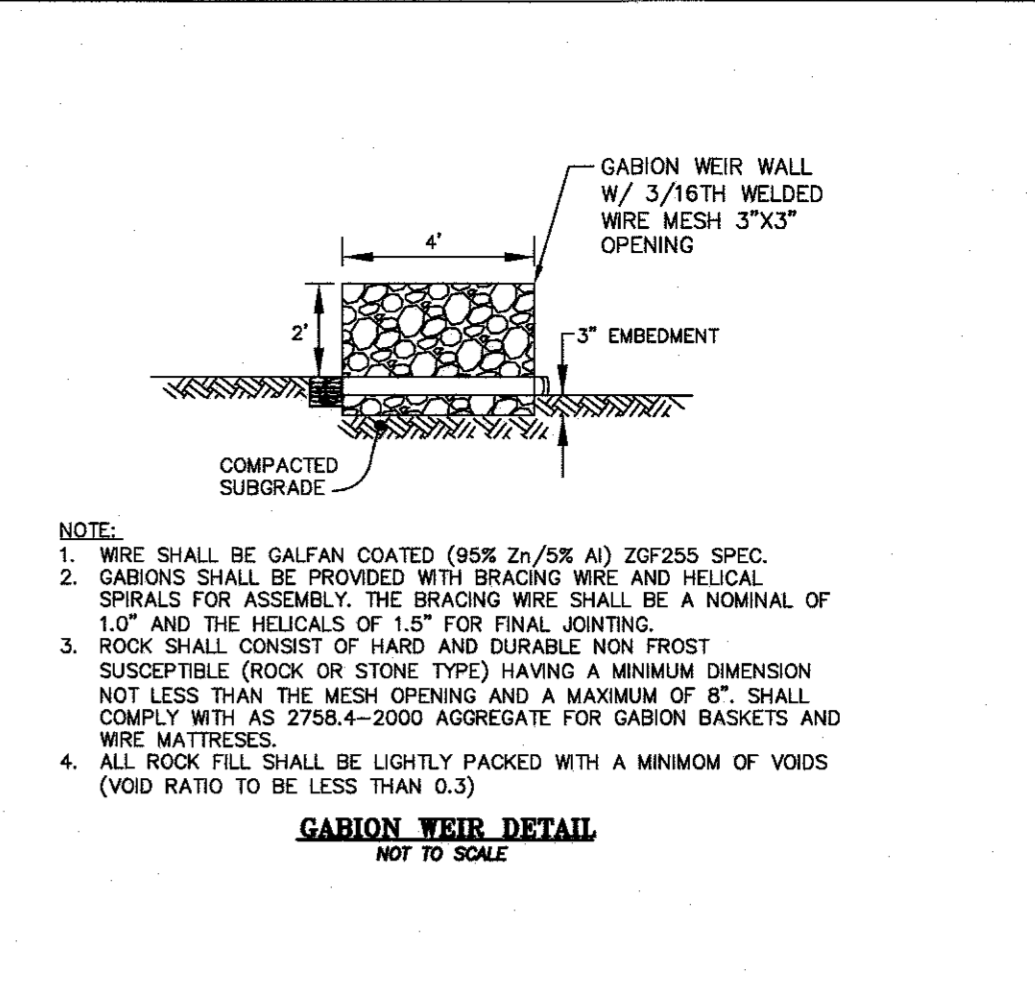 GABION WEIR WALL
W/ 3/16TH WELDED
WIRE MESH 3"X3"
OPENING
4'
2'
3" EMBEDMENT
COMPACTED
SUBGRADE
NOTE:
1. WIRE SHALL BE GALFAN COATED (95% Zn/5% Al) ZGF255 SPEC.
2. GABIONS SHALL BE PROVIDED WITH BRACING WIRE AND HELICAL
SPIRALS FOR ASSEMBLY. THE BRACING WIRE SHALL BE A NOMINAL OF
1.0" AND THE HELICALS OF 1.5" FOR FINAL JOINTING.
3. ROCK SHALL CONSIST OF HARD AND DURABLE NON FROST
SUSCEPTIBLE (ROCK OR STONE TYPE) HAVING A MINIMUM DIMENSION
NOT LESS THAN THE MESH OPENING AND A MAXIMUM OF 8". SHALL
COMPLY WITH AS 2758.4-2000 AGGREGATE FOR GABION BASKETS AND
WIRE MATTRESES.
4. ALL ROCK FILL SHALL BE LIGHTLY PACKED WITH A MINIMOM OF VOIDS
(VOID RATIO TO BE LESS THAN 0.3)
GABION WEIR DETAIL
NOT TO SCALE